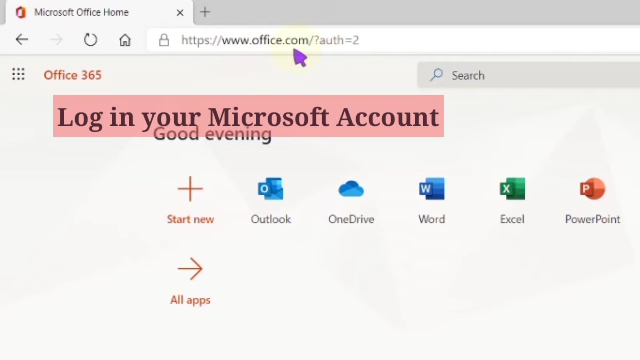 Microsoft Office Home
https://www.office.com/?auth=2
Office 365
Search
Log in your Microsoft Account
Good evening
Start new
Outlook
OneDrive
Word
Excel
PowerPoint
All apps